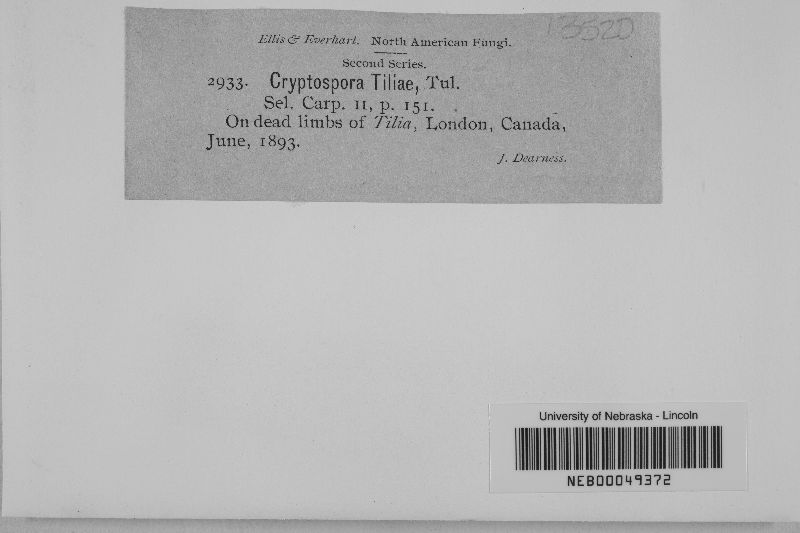 13320
Ellis & Everhart. North American Fungi.
Second Series.
2933. Cryptospora Tiliae, Tul.
Sel. Carp. II, p. 151.
On dead limbs of Tilia, London, Canada,
June, 1893.
J. Dearness.
University of Nebraska - Lincoln
NEB00049372